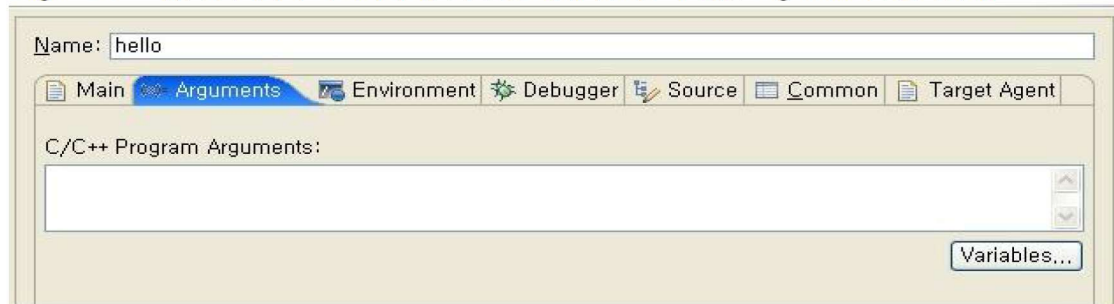 Name: hello
Main Arguments Environment Debugger Source Common Target Agent
C/C++ Program Arguments:
Variables...